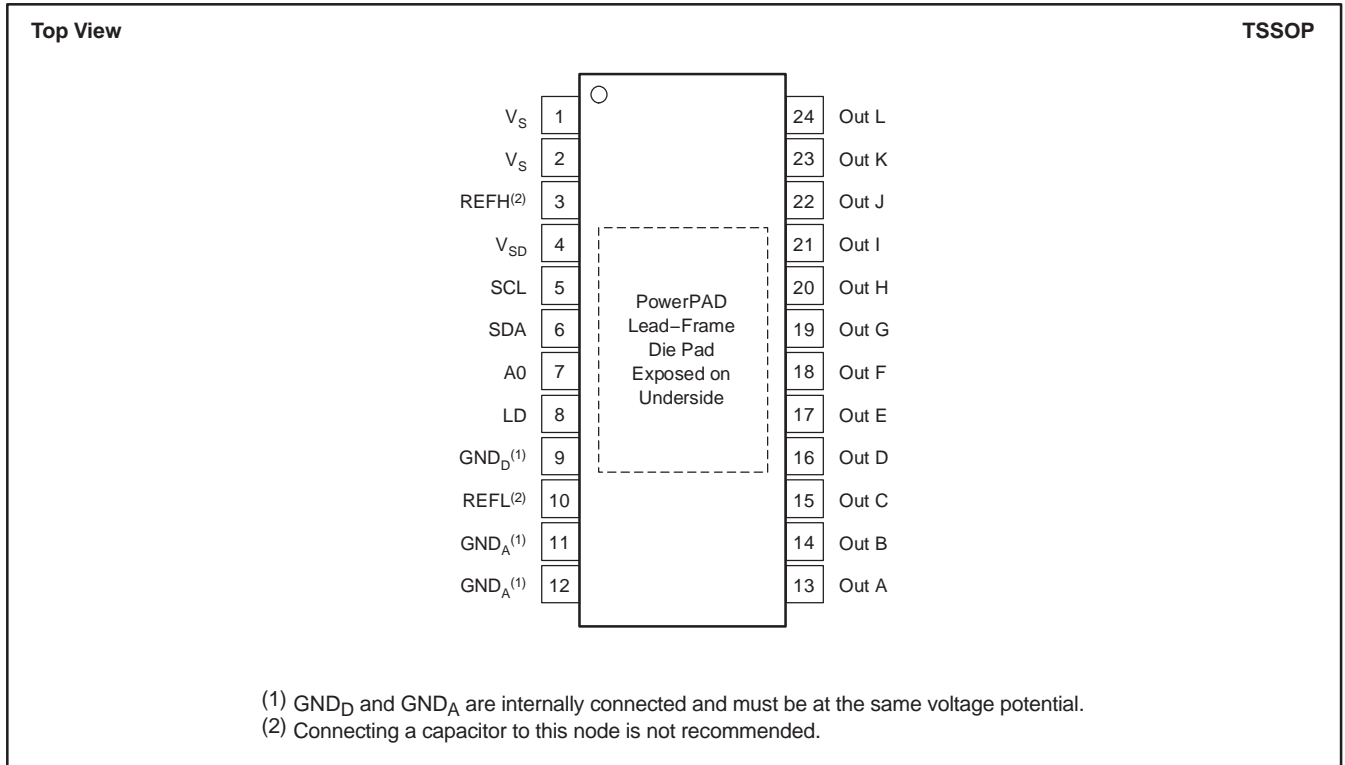 Top View TSSOP
V_S 1 24 Out L
V_S 2 23 Out K
REFH(2) 3 22 Out J
V_SD 4 21 Out I
SCL 5 20 Out H
SDA 6 19 Out G
A0 7 18 Out F
LD 8 17 Out E
GND_D(1) 9 16 Out D
REFL(2) 10 15 Out C
GND_A(1) 11 14 Out B
GND_A(1) 12 13 Out A
PowerPAD
Lead−Frame
Die Pad
Exposed on
Underside
(1) GND_D and GND_A are internally connected and must be at the same voltage potential.
(2) Connecting a capacitor to this node is not recommended.